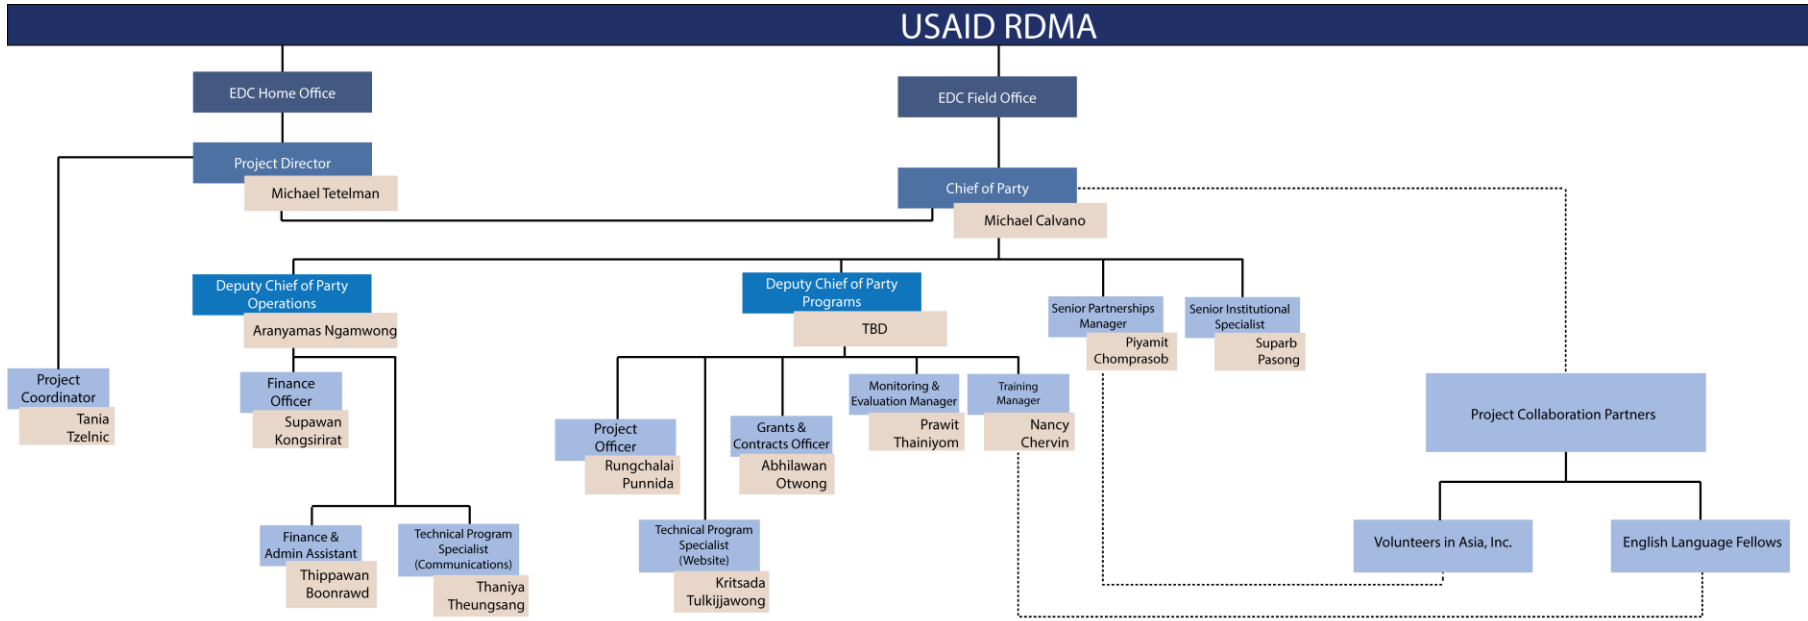 USAID RDMA
EDC Home Office
EDC Field Office
Project Director
Michael Tetelman
Chief of Party
Michael Calvano
Deputy Chief of Party
Operations
Aranyamas Ngamwong
Deputy Chief of Party
Programs
TBD
Senior Partnerships
Manager
Piyamit
Chomprasob
Senior Institutional
Specialist
Suparb
Pasong
Project
Coordinator
Tania
Tzelnic
Finance
Officer
Supawan
Kongsirirat
Project
Officer
Rungchalai
Punnida
Grants &
Contracts Officer
Abhilawan
Otwong
Monitoring &
Evaluation Manager
Prawit
Thainiyom
Training
Manager
Nancy
Chervin
Project Collaboration Partners
Finance &
Admin Assistant
Thippawan
Boonrawd
Technical Program
Specialist
(Communications)
Thaniya
Theungsang
Technical Program
Specialist
(Website)
Kritsada
Tulkijjawong
Volunteers in Asia, Inc.
English Language Fellows